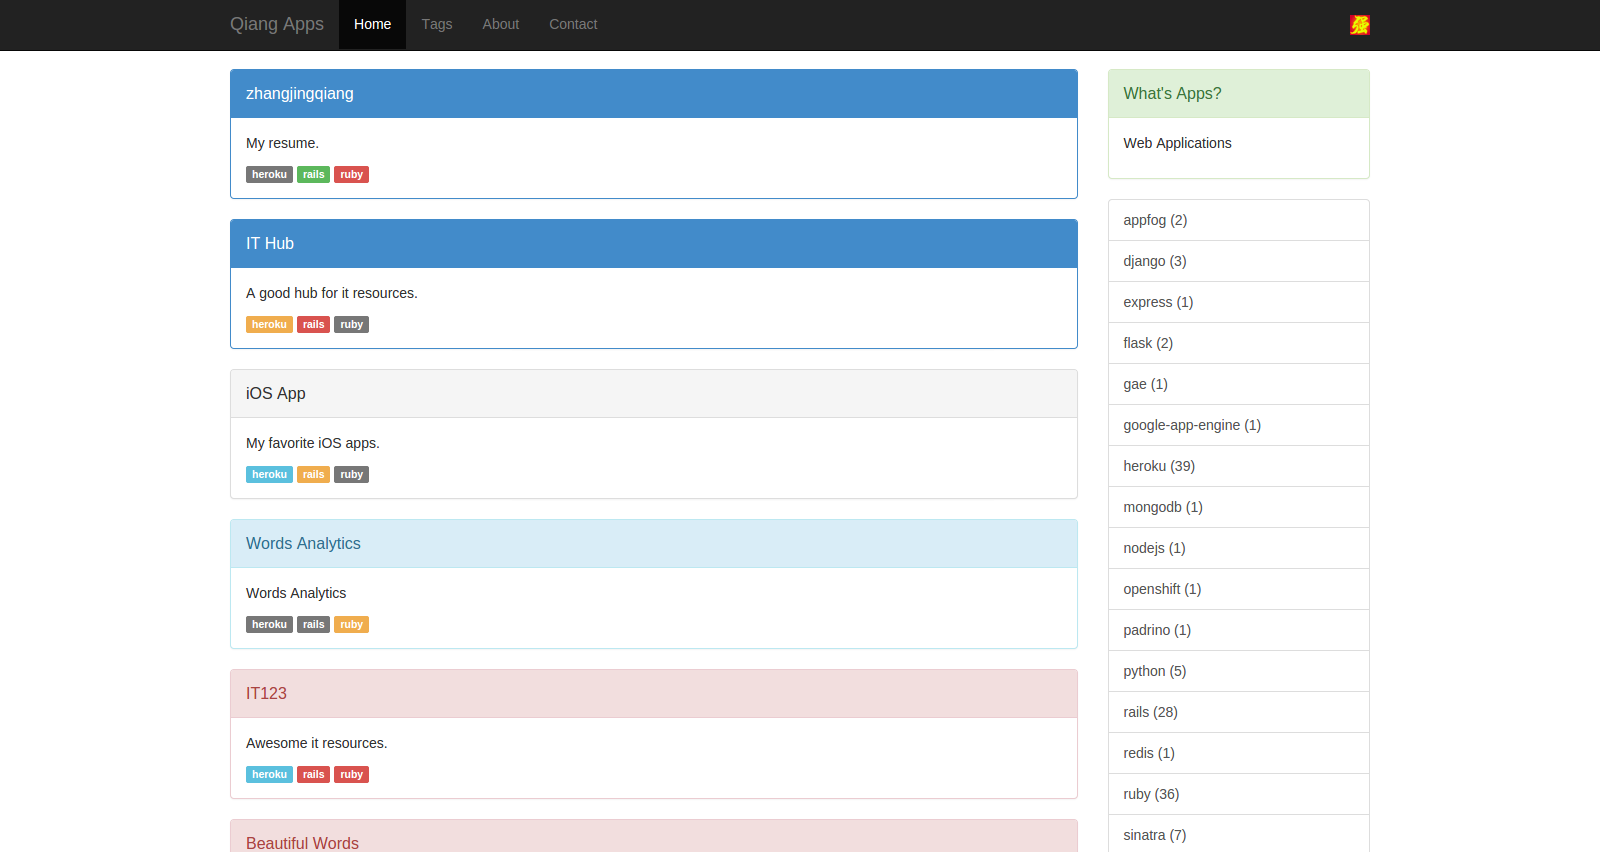 Qiang Apps Home Tags About Contact 强
zhangjingqiang
My resume.
heroku rails ruby
IT Hub
A good hub for it resources.
heroku rails ruby
iOS App
My favorite iOS apps.
heroku rails ruby
Words Analytics
Words Analytics
heroku rails ruby
IT123
Awesome it resources.
heroku rails ruby
Beautiful Words
What's Apps?
Web Applications
appfog (2)
django (3)
express (1)
flask (2)
gae (1)
google-app-engine (1)
heroku (39)
mongodb (1)
nodejs (1)
openshift (1)
padrino (1)
python (5)
rails (28)
redis (1)
ruby (36)
sinatra (7)